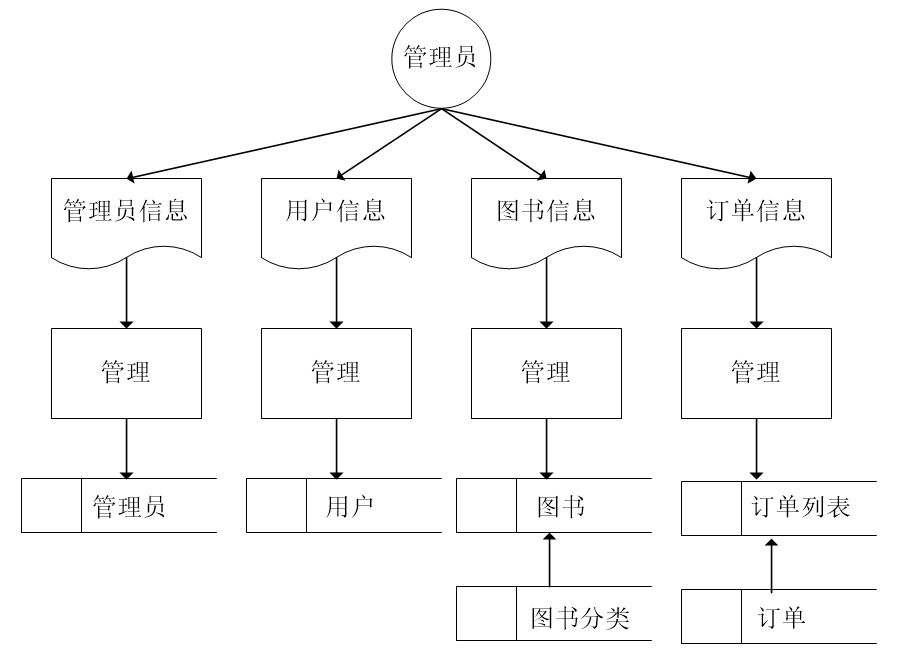 管理员
管理员信息
用户信息
图书信息
订单信息
管理
管理
管理
管理
管理员
用户
图书
订单列表
图书分类
订单